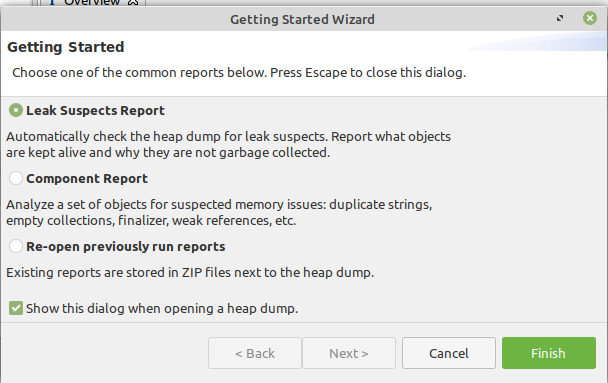 Overview
Getting Started Wizard
Getting Started
Choose one of the common reports below. Press Escape to close this dialog.
Leak Suspects Report
Automatically check the heap dump for leak suspects. Report what objects
are kept alive and why they are not garbage collected.
Component Report
Analyze a set of objects for suspected memory issues: duplicate strings,
empty collections, finalizer, weak references, etc.
Re-open previously run reports
Existing reports are stored in ZIP files next to the heap dump.
Show this dialog when opening a heap dump.
< Back
Next >
Cancel
Finish